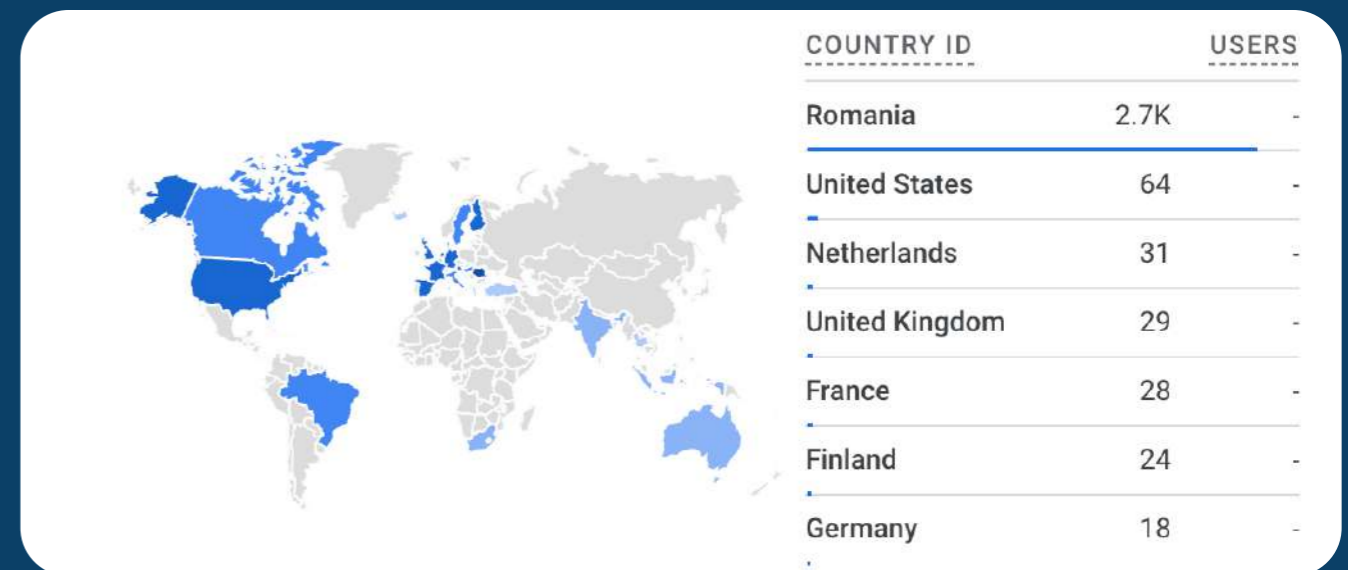 COUNTRY ID USERS
Romania 2.7K -
United States 64 -
Netherlands 31 -
United Kingdom 29 -
France 28 -
Finland 24 -
Germany 18 -